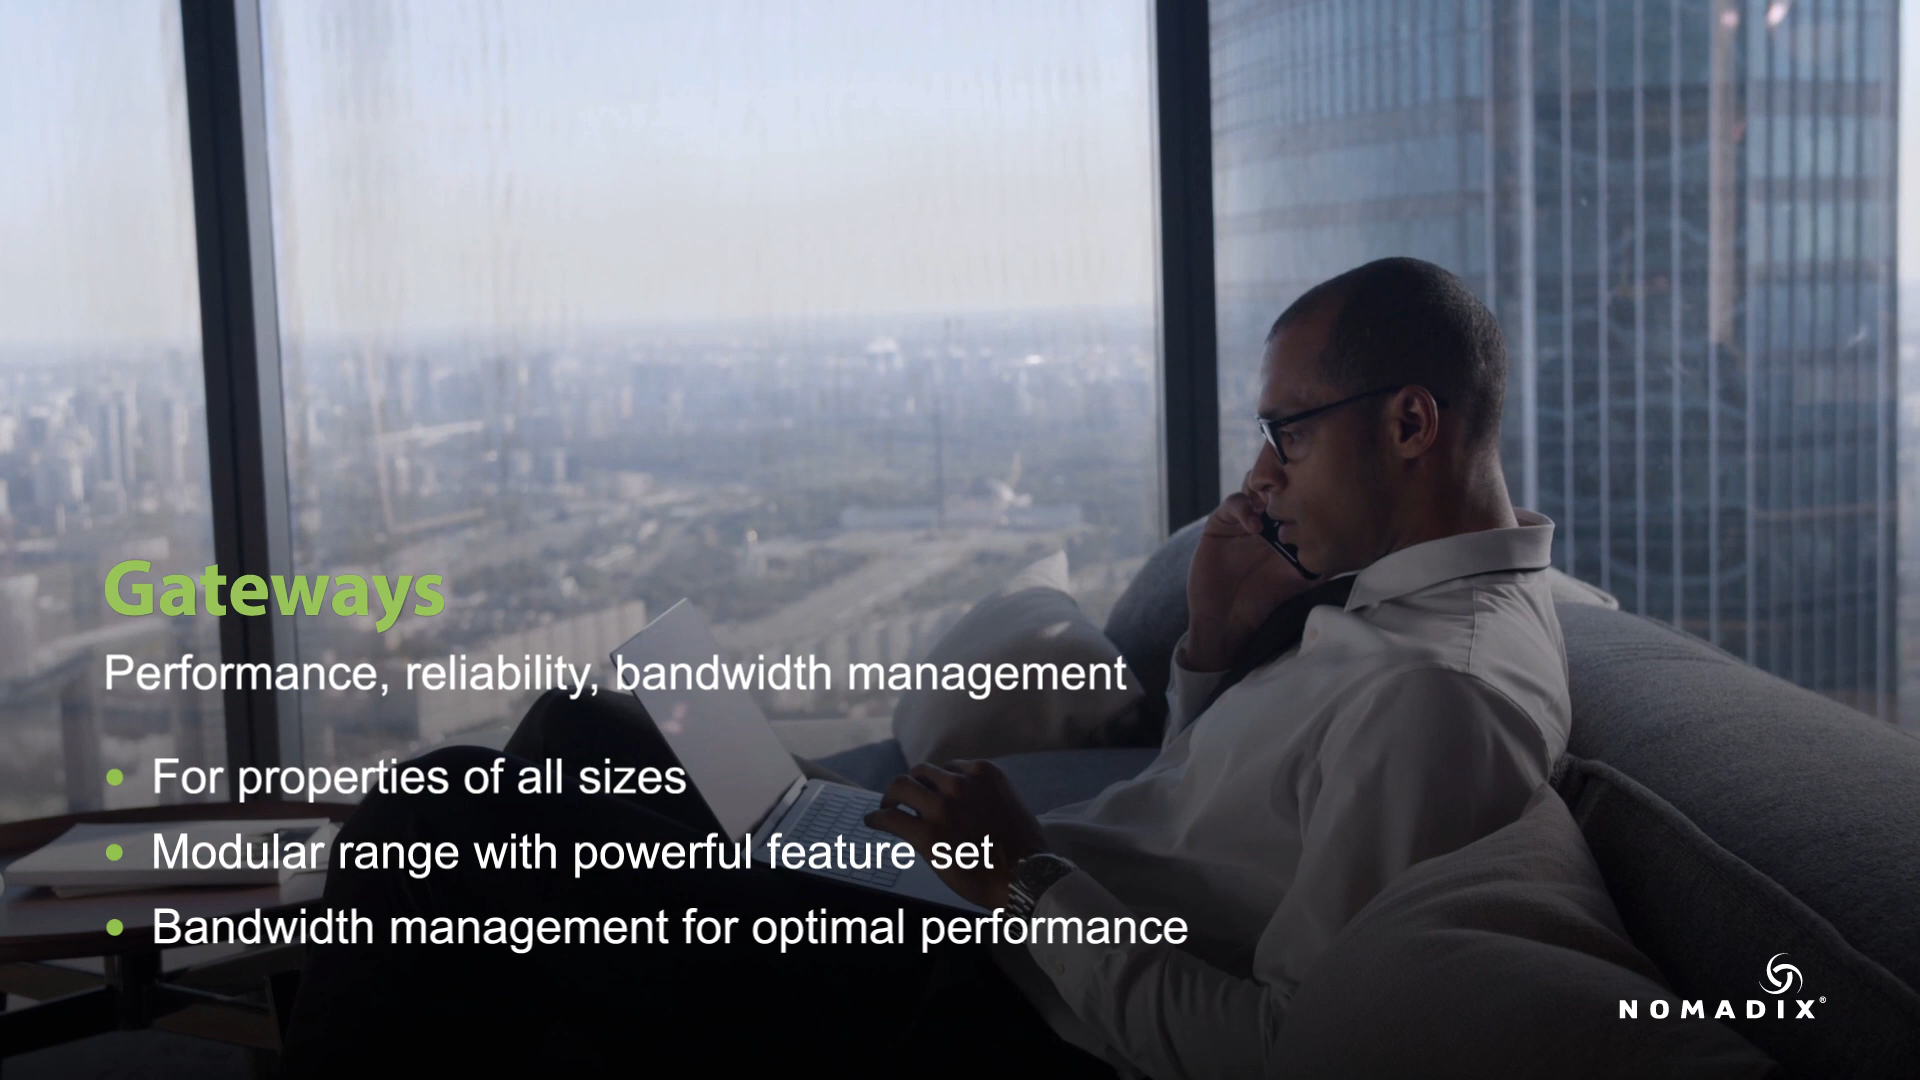 Gateways
Performance, reliability, bandwidth management
• For properties of all sizes
• Modular range with powerful feature set
• Bandwidth management for optimal performance
NOMADIX®